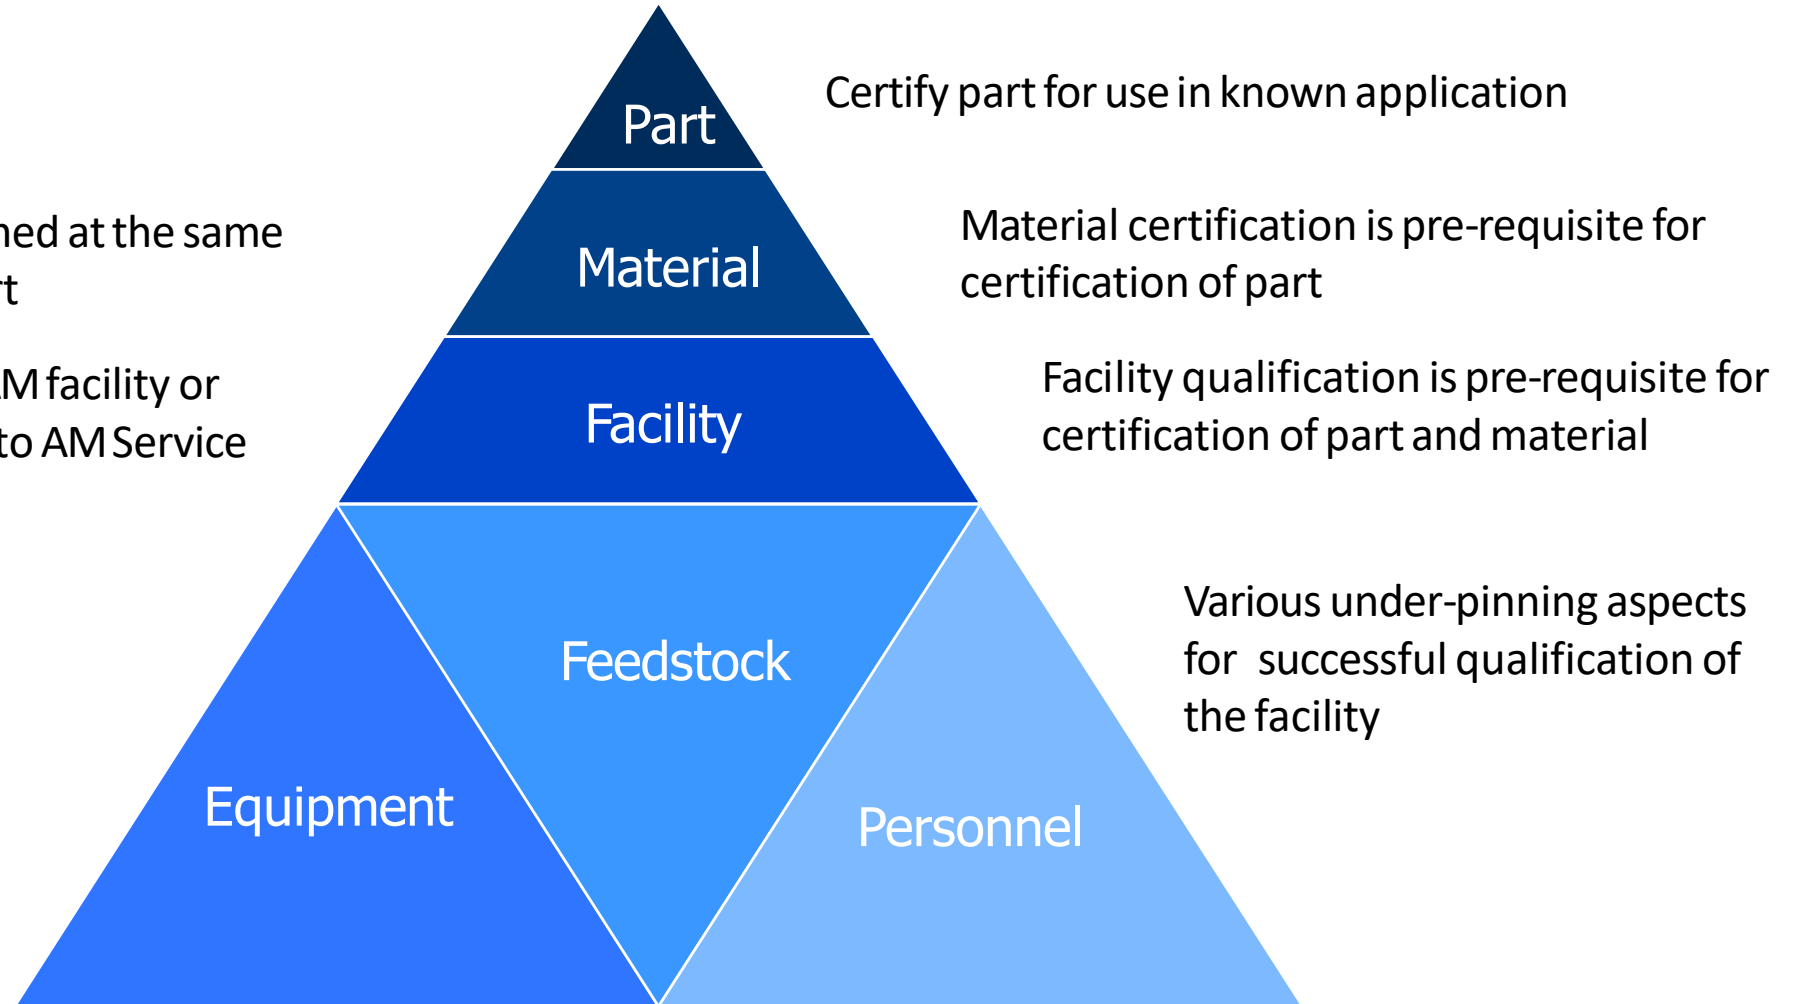 Part
Certify part for use in known application
at the same
Material
Material certification is pre-requisite for
certification of part
facility or
to AM Service
Facility
Facility qualification is pre-requisite for
certification of part and material
Feedstock
Various under-pinning aspects
for successful qualification of
the facility
Equipment
Personnel